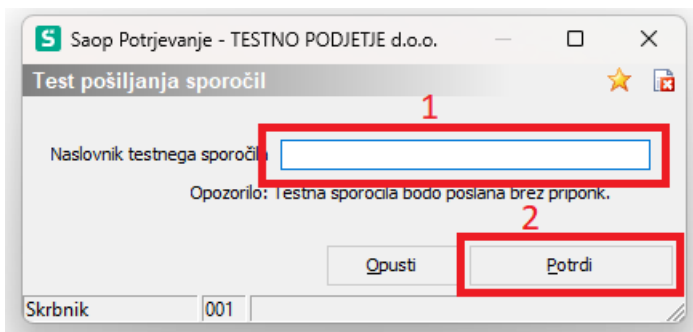 S Saop Potrjevanje - TESTNO PODJETJE d.o.o.
Test pošiljanja sporočil
1
Naslovnik testnega sporočila
Opozorilo: Testna sporočila bodo poslana brez priponk.
2
Opusti Potrdi
Skrbnik 001